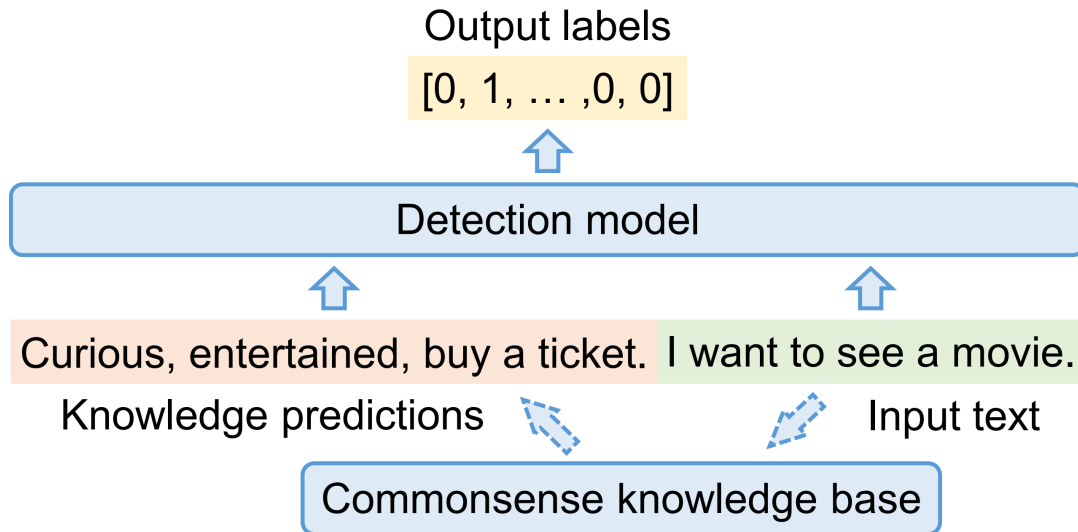 Output labels
[0, 1, … ,0, 0]
Detection model
Curious, entertained, buy a ticket. I want to see a movie.
Knowledge predictions Input text
Commonsense knowledge base